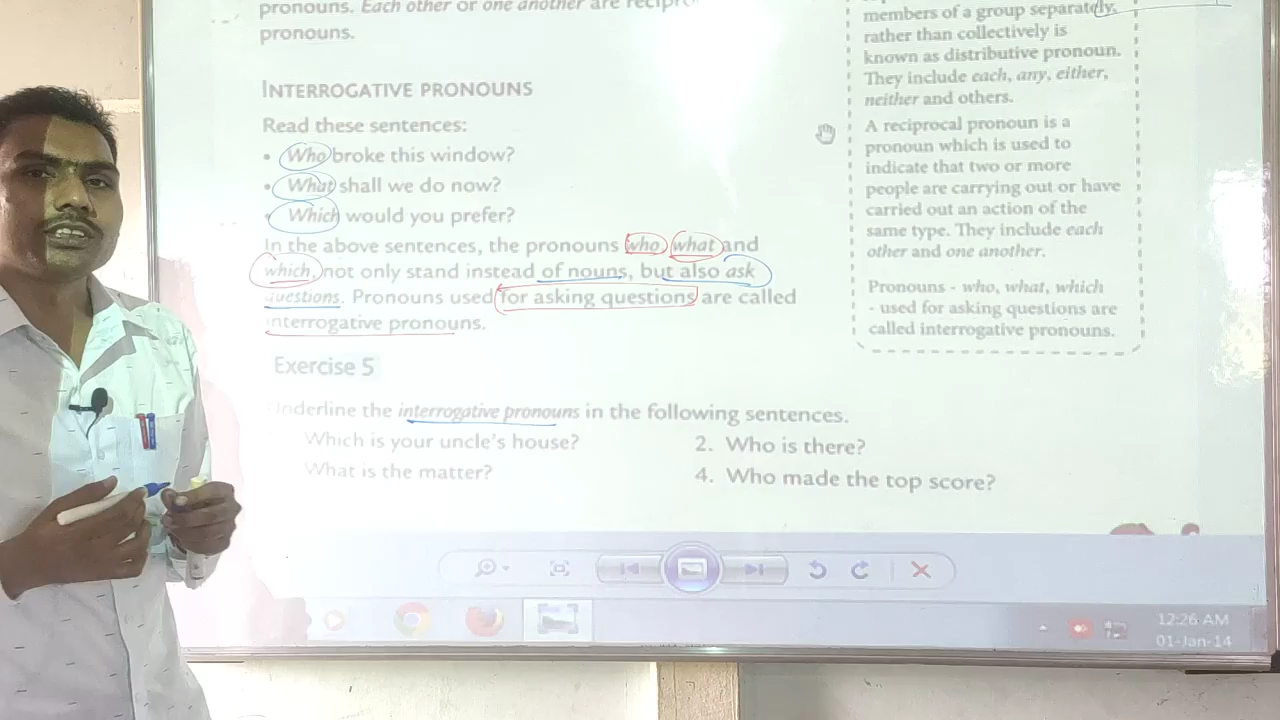 pronouns. Each other or one another are recipro
pronouns.
INTERROGATIVE PRONOUNS
Read these sentences:
• Who broke this window?
• What shall we do now?
• Which would you prefer?
In the above sentences, the pronouns who what and
which, not only stand instead of nouns, but also ask
questions. Pronouns used for asking questions are called
interrogative pronouns.
Exercise 5
Underline the interrogative pronouns in the following sentences.
Which is your uncle's house?
2. Who is there?
What is the matter?
4. Who made the top score?
members of a group separately,
rather than collectively is
known as distributive pronoun.
They include each, any, either,
neither and others.
A reciprocal pronoun is a
pronoun which is used to
indicate that two or more
people are carrying out or have
carried out an action of the
same type. They include each
other and one another.
Pronouns - who, what, which
- used for asking questions are
called interrogative pronouns.
12:26 AM
01-Jan-14